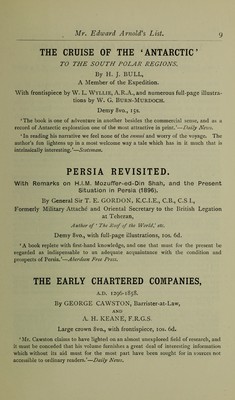 Mr. Edward Arnold's List. 9
THE CRUISE OF THE 'ANTARCTIC'
TO THE SOUTH POLAR REGIONS.
By H. J. BULL,
A Member of the Expedition.
With frontispiece by W. L. WYLLIE, A.R.A., and numerous full-page illustra-
tions by W. G. BURN-MURDOCH.
Demy 8vo., 15s.
'The book is one of adventure in another besides the commercial sense, and as a
record of Antarctic exploration one of the most attractive in print.'—Daily News.
'In reading his narrative we feel none of the ennui and worry of the voyage. The
author's fun lightens up in a most welcome way a tale which has in it much that is
intrinsically interesting.'—Scotsman.
PERSIA REVISITED.
With Remarks on H.I.M. Mozuffer-ed-Din Shah, and the Present
Situation in Persia (1896).
By General Sir T. E. GORDON, K.C.I.E., C.B., C.S.I.,
Formerly Military Attaché and Oriental Secretary to the British Legation
at Teheran,
Author of 'The Roof of the World,' etc.
Demy 8vo., with full-page illustrations, 10s. 6d.
'A book replete with first-hand knowledge, and one that must for the present be
regarded as indispensable to an adequate acquaintance with the condition and
prospects of Persia.'—Aberdeen Free Press.
THE EARLY CHARTERED COMPANIES,
A.D. 1296-1858.
By GEORGE CAWSTON, Barrister-at-Law,
AND
A. H. KEANE, F.R.G.S.
Large crown 8vo., with frontispiece, 10s. 6d.
'Mr. Cawston claims to have lighted on an almost unexplored field of research, and
it must be conceded that his volume furnishes a great deal of interesting information
which without its aid must for the most part have been sought for in sources not
accessible to ordinary readers.'—Daily News.